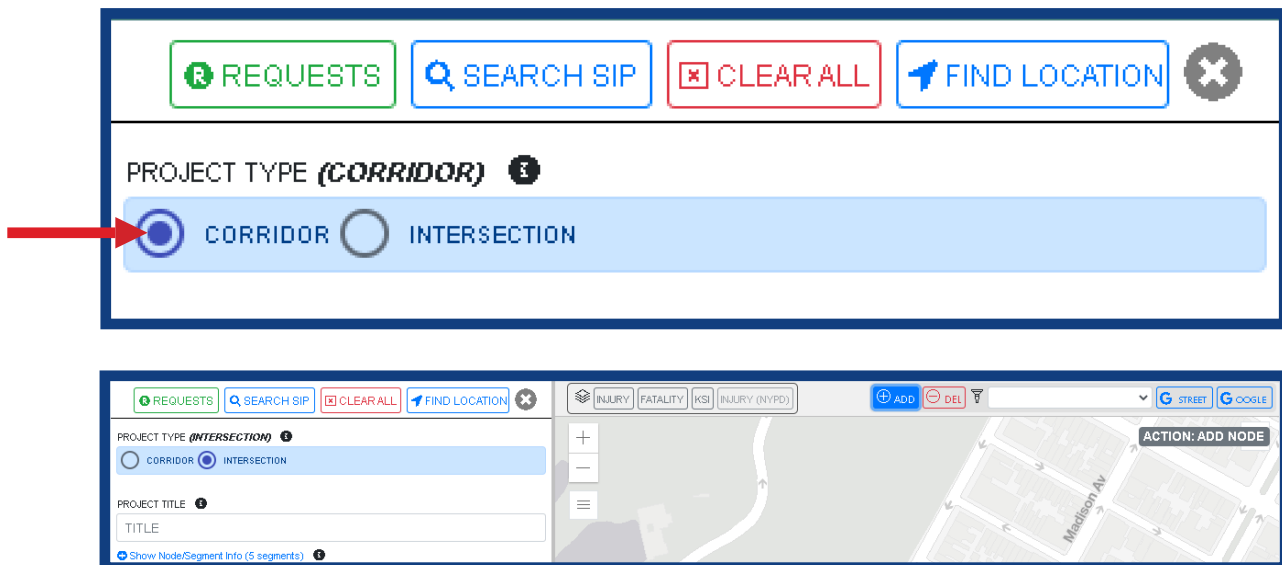 REQUESTS SEARCH SIP CLEAR ALL FIND LOCATION
PROJECT TYPE (CORRIDOR)
CORRIDOR INTERSECTION
REQUESTS SEARCH SIP CLEAR ALL FIND LOCATION INJURY FATALITY KSI INJURY (NYPD) ADD DEL G STREET G OOGLE
PROJECT TYPE (INTERSECTION)
ACTION: ADD NODE
CORRIDOR INTERSECTION
Madison Av
PROJECT TITLE
TITLE
Show Node/Segment Info (5 segments)